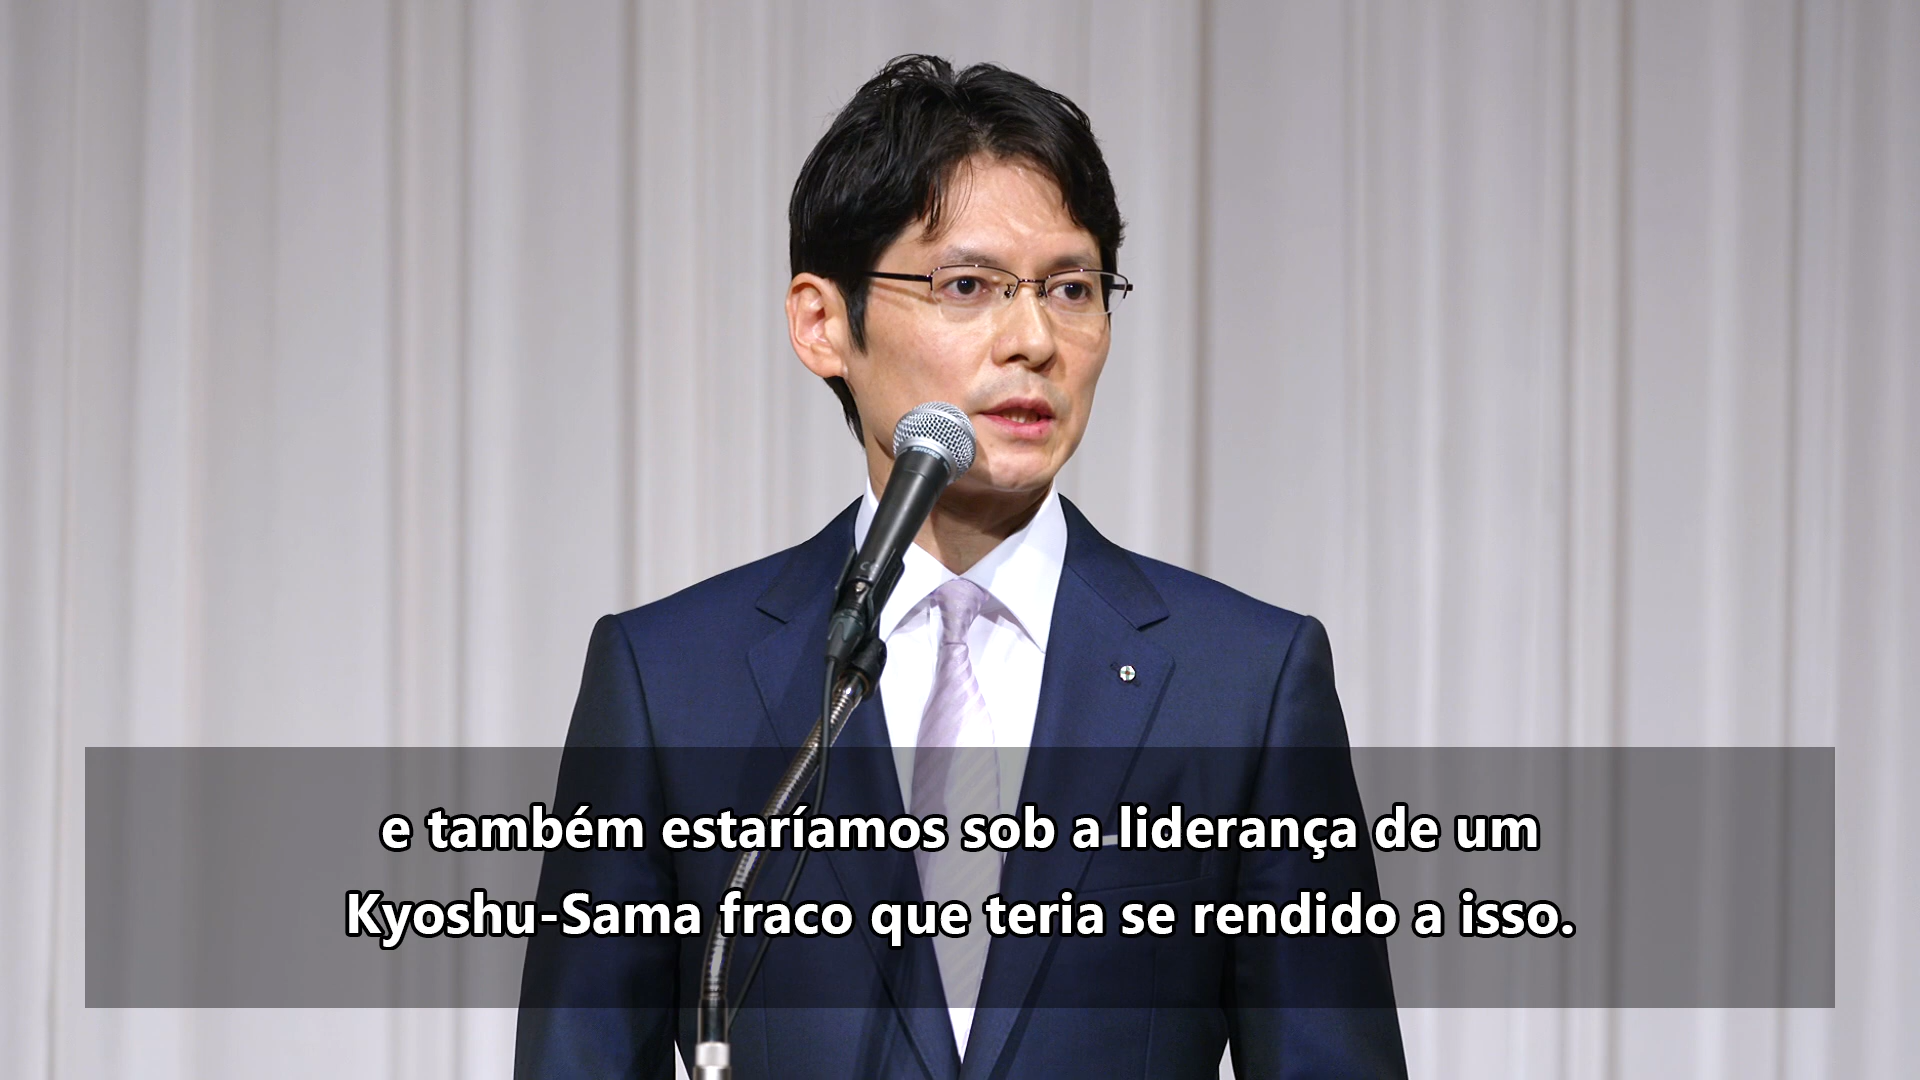 e também estaríamos sob a liderança de um
Kyoshu-Sama fraco que teria se rendido a isso.